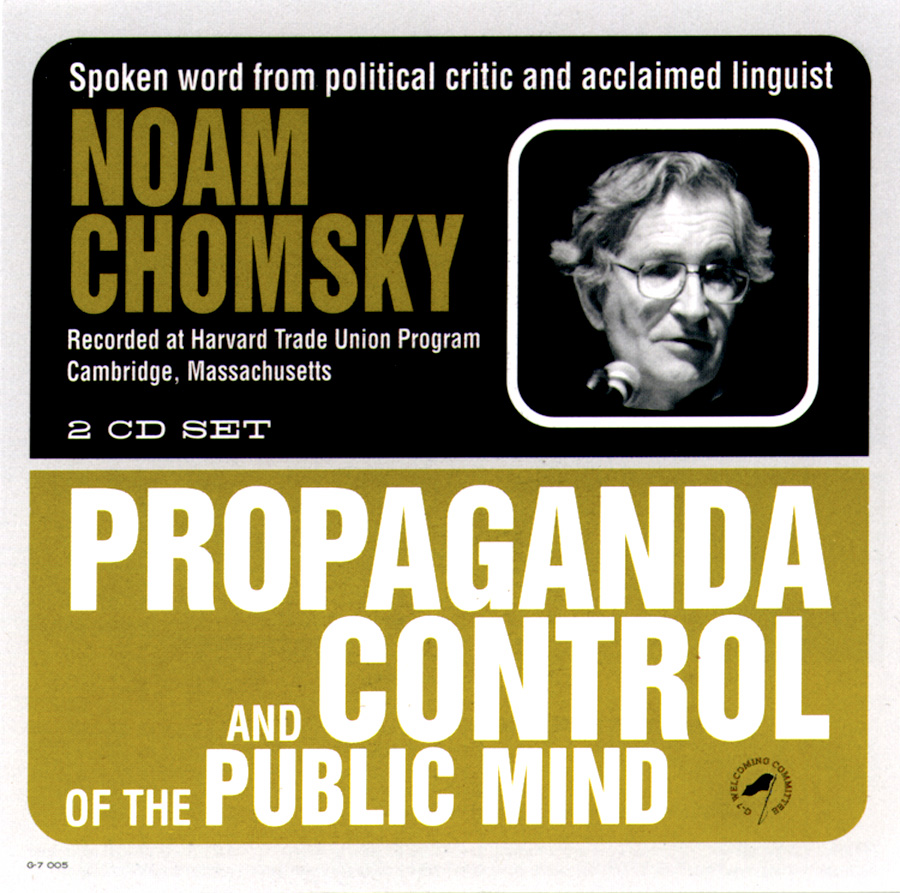 Spoken word from political critic and acclaimed linguist
NOAM
CHOMSKY
Recorded at Harvard Trade Union Program
Cambridge, Massachusetts
2 CD SET
PROPAGANDA
AND CONTROL
OF THE PUBLIC MIND
G-7 WELCOMING COMMITTEE
G-7 005